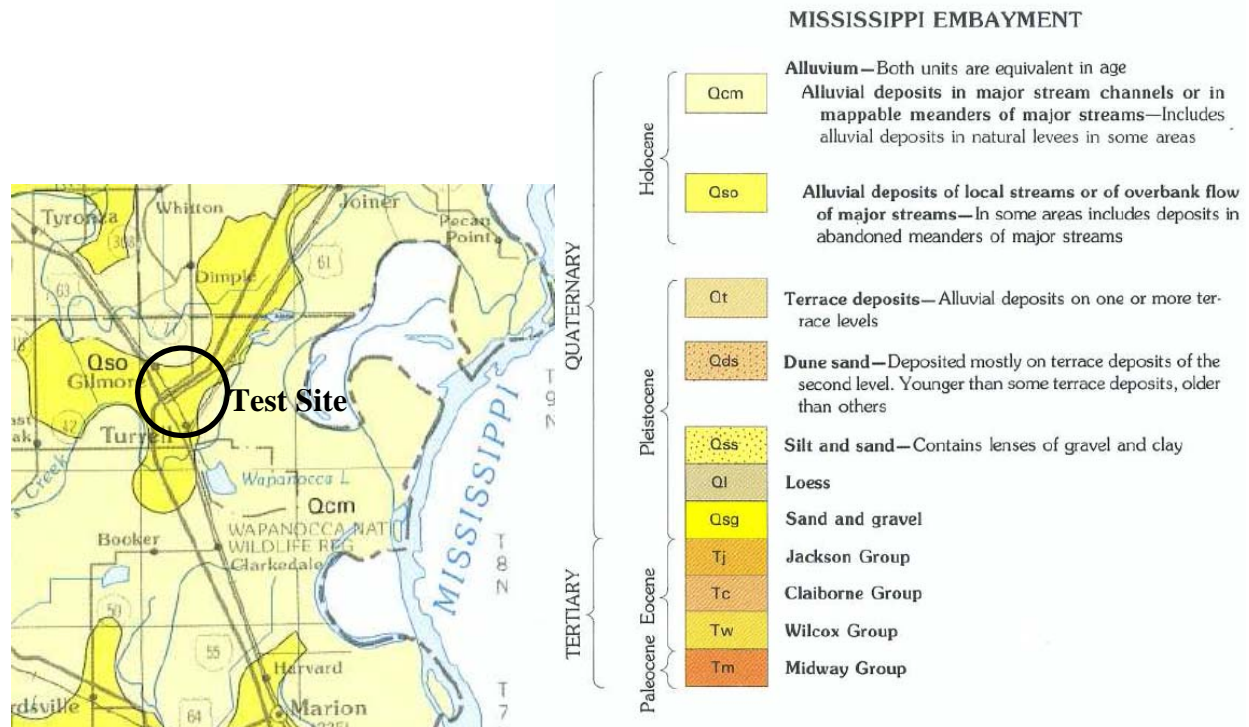 MISSISSIPPI EMBAYMENT
QUATERNARY
TERTIARY
Holocene
Pleistocene
Eocene
Paleocene
Alluvium—Both units are equivalent in age
Qcm
Alluvial deposits in major stream channels or in
mappable meanders of major streams—Includes
alluvial deposits in natural levees in some areas
Qso
Alluvial deposits of local streams or of overbank flow
of major streams—In some areas includes deposits in
abandoned meanders of major streams
Qt
Terrace deposits—Alluvial deposits on one or more ter-
race levels
Qds
Dune sand—Deposited mostly on terrace deposits of the
second level. Younger than some terrace deposits, older
than others
Qss
Silt and sand—Contains lenses of gravel and clay
Ql
Loess
Qsg
Sand and gravel
Tj
Jackson Group
Tc
Claiborne Group
Tw
Wilcox Group
Tm
Midway Group
Tyronza
Whitton
Joiner
Pecan
Point
308
61
Dimple
63
77
Qso
Gilmore
Test Site
42
Turrell
Creek
Wapanocca L
Qcm
WAPANOCCA NATL
WILDLIFE REG
Booker
Clarkedale
MISSISSIPPI
T
9
N
T
8
N
50
55
Harvard
64
Marion
T
7